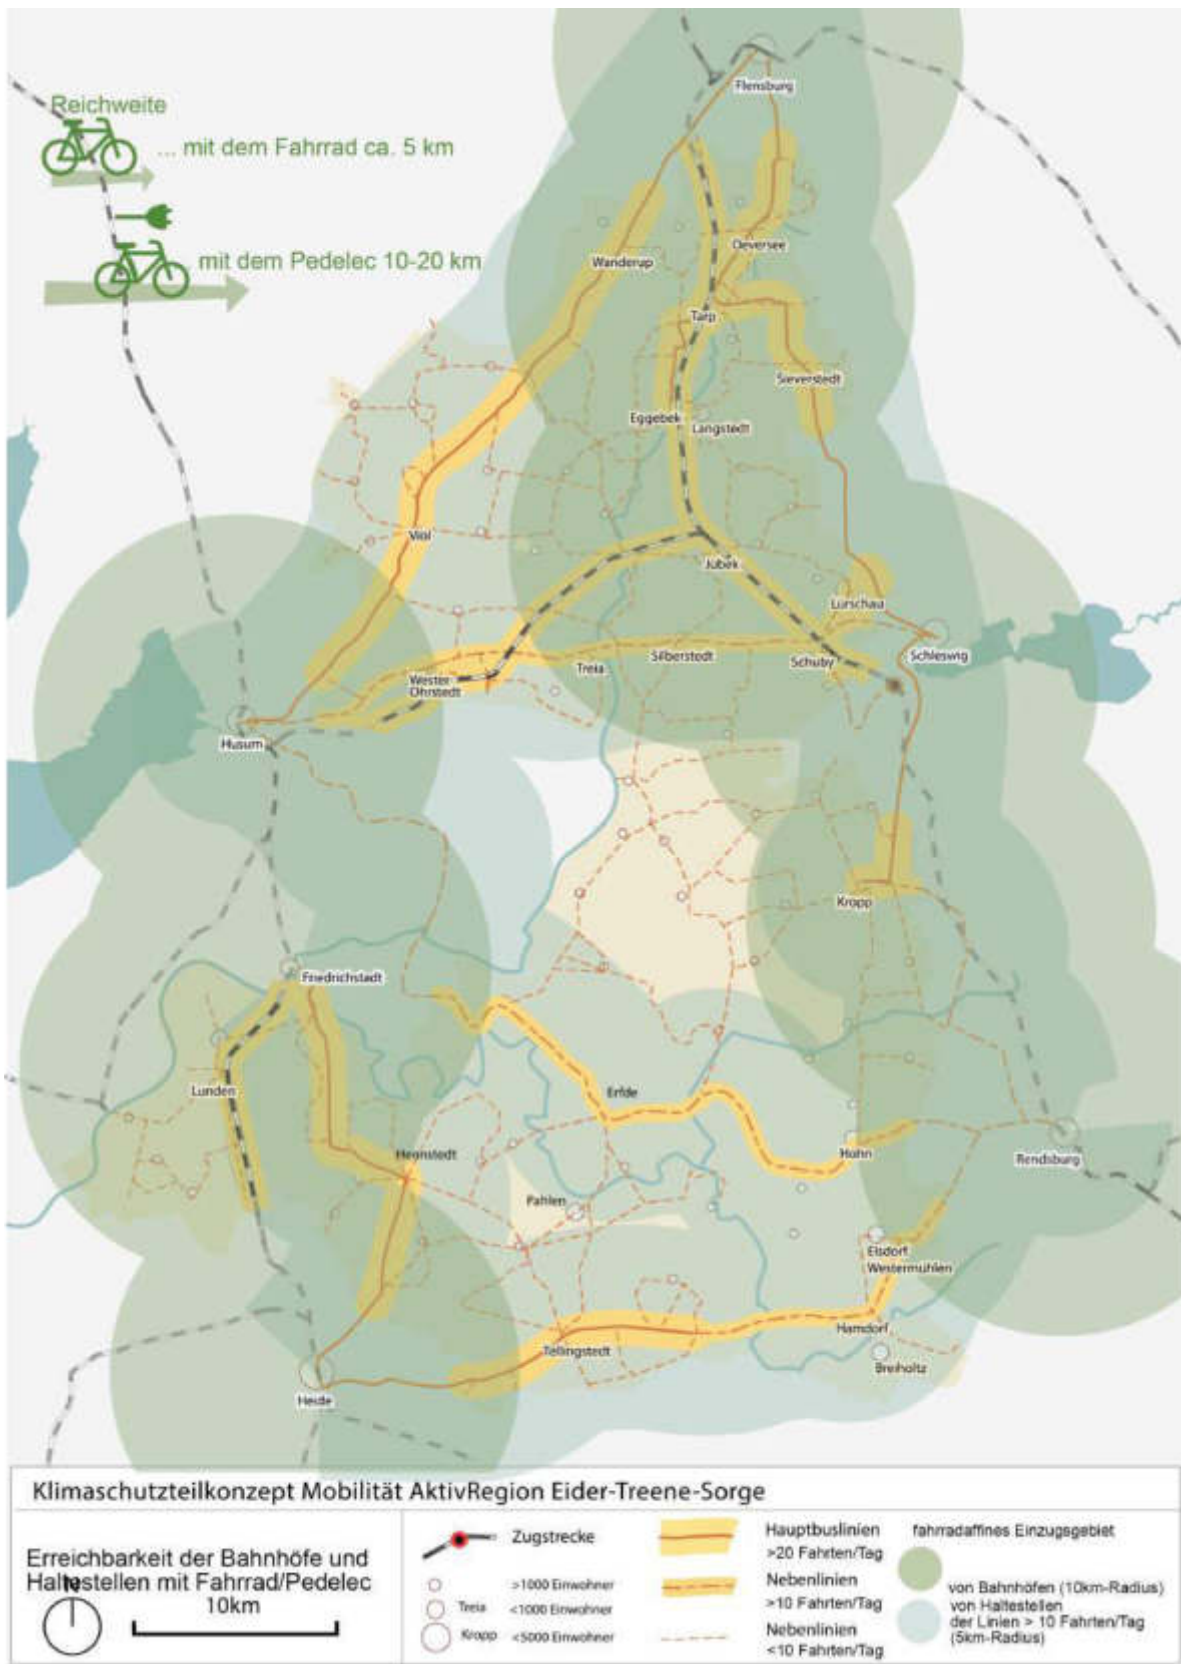 Reichweite
... mit dem Fahrrad ca. 5 km
mit dem Pedelec 10-20 km
Flensburg
Oeversee
Wanderup
Tarp
Sieverstedt
Eggebek
Langstedt
Viöl
Jübek
Lürschau
Silberstedt
Schuby
Schleswig
Treia
Wester-
Ohrstedt
Husum
Kropp
Friedrichstadt
Lunden
Erfde
Hennstedt
Hohn
Rendsburg
Pahlen
Elsdorf
Westermühlen
Hamdorf
Tellingstedt
Breiholtz
Heide
Klimaschutzteilkonzept Mobilität AktivRegion Eider-Treene-Sorge
Erreichbarkeit der Bahnhöfe und
Haltestellen mit Fahrrad/Pedelec
N
10km
Zugstrecke
>1000 Einwohner
Treia <1000 Einwohner
Kropp <5000 Einwohner
Hauptbuslinien
>20 Fahrten/Tag
Nebenlinien
>10 Fahrten/Tag
Nebenlinien
<10 Fahrten/Tag
fahrradaffines Einzugsgebiet
von Bahnhöfen (10km-Radius)
von Haltestellen
der Linien > 10 Fahrten/Tag
(5km-Radius)